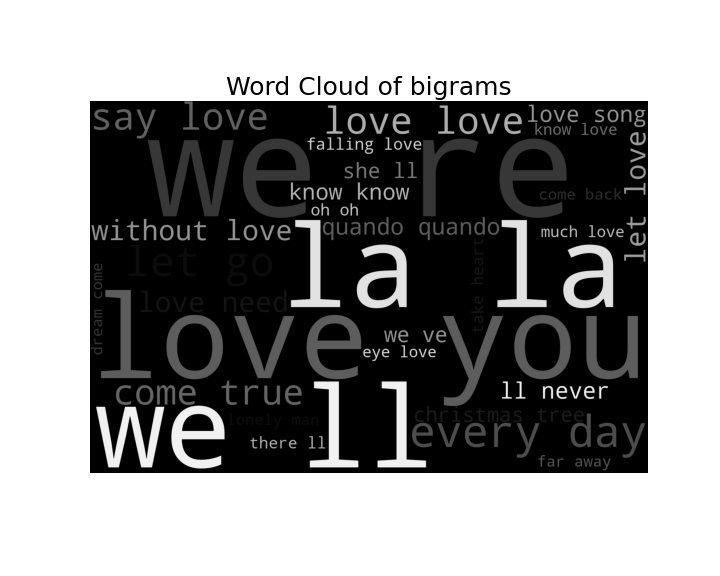 Word Cloud of bigrams
say love
love love
love song
know love
falling love
we re
she ll
know know
come back
let love
oh oh
without love
quando quando
much love
la la
let go
take heart
dream come
love need
love you
we ve
eye love
come true
ll never
we ll
lonely man
christmas tree
every day
there ll
far away